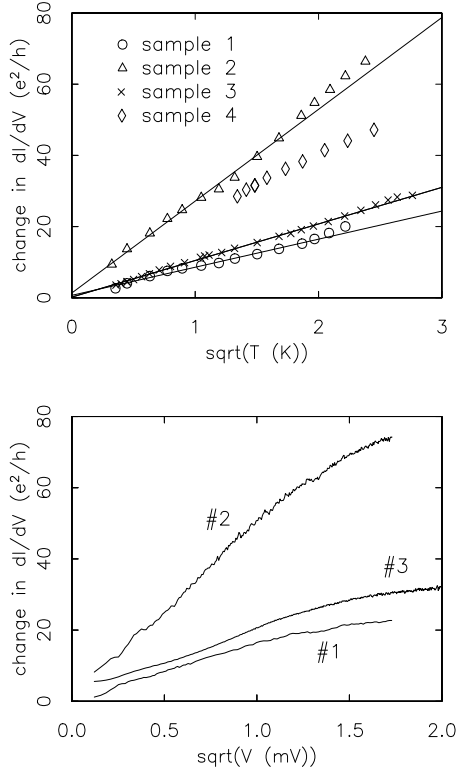 80
60
40
20
0
change in dI/dV (e²/h)
sample 1
sample 2
sample 3
sample 4
0 1 2 3
sqrt(T (K))
80
60
40
20
0
change in dI/dV (e²/h)
#2
#3
#1
0.0 0.5 1.0 1.5 2.0
sqrt(V (mV))